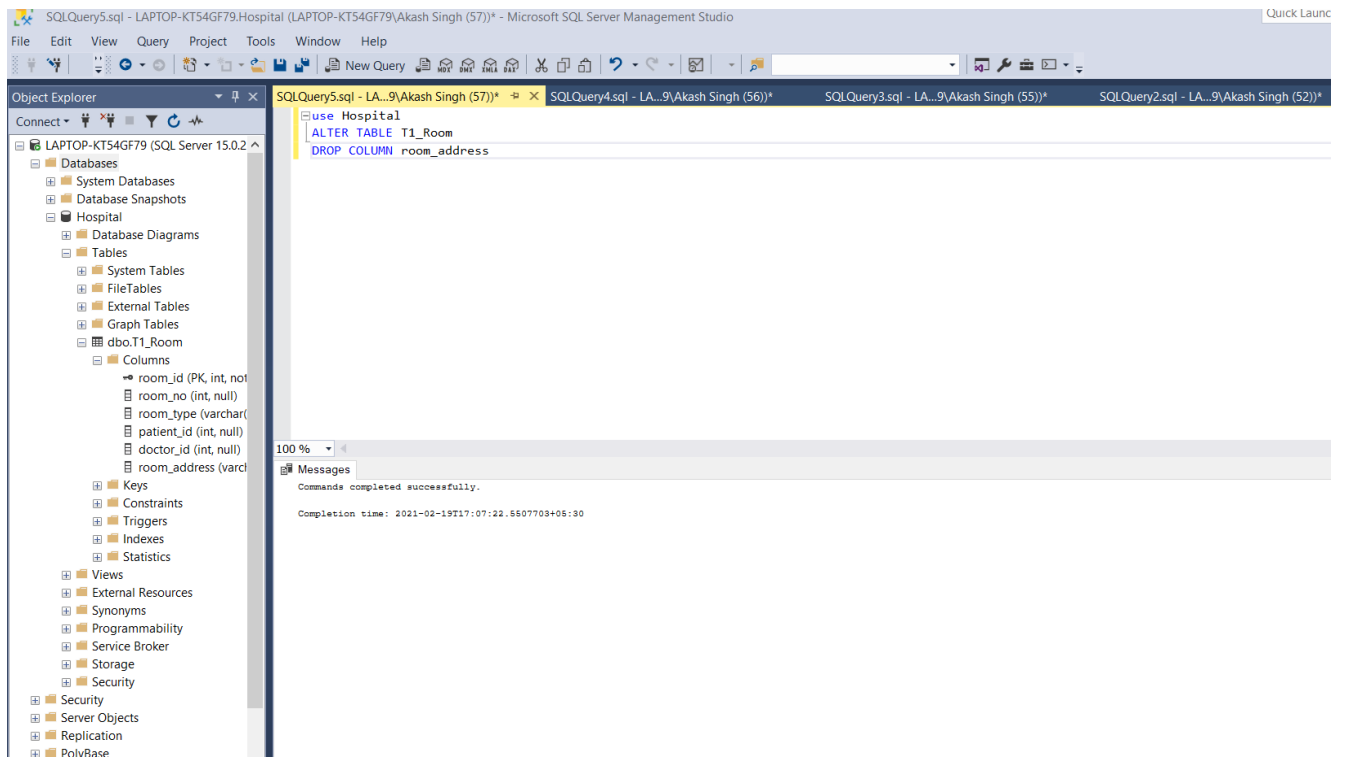 SQLQuery5.sql - LAPTOP-KT54GF79.Hospital (LAPTOP-KT54GF79\Akash Singh (57))* - Microsoft SQL Server Management Studio
Quick Launc
File Edit View Query Project Tools Window Help
New Query MDX DMX XMLA DAX
Object Explorer
SQLQuery5.sql - LA...9\Akash Singh (57))* SQLQuery4.sql - LA...9\Akash Singh (56))* SQLQuery3.sql - LA...9\Akash Singh (55))* SQLQuery2.sql - LA...9\Akash Singh (52))*
Connect
LAPTOP-KT54GF79 (SQL Server 15.0.2
Databases
System Databases
Database Snapshots
Hospital
Database Diagrams
Tables
System Tables
FileTables
External Tables
Graph Tables
dbo.T1_Room
Columns
room_id (PK, int, not
room_no (int, null)
room_type (varchar(
patient_id (int, null)
doctor_id (int, null)
room_address (varch
Keys
Constraints
Triggers
Indexes
Statistics
Views
External Resources
Synonyms
Programmability
Service Broker
Storage
Security
Security
Server Objects
Replication
PolyBase
use Hospital
ALTER TABLE T1_Room
DROP COLUMN room_address
100 %
Messages
Commands completed successfully.
Completion time: 2021-02-19T17:07:22.5507703+05:30